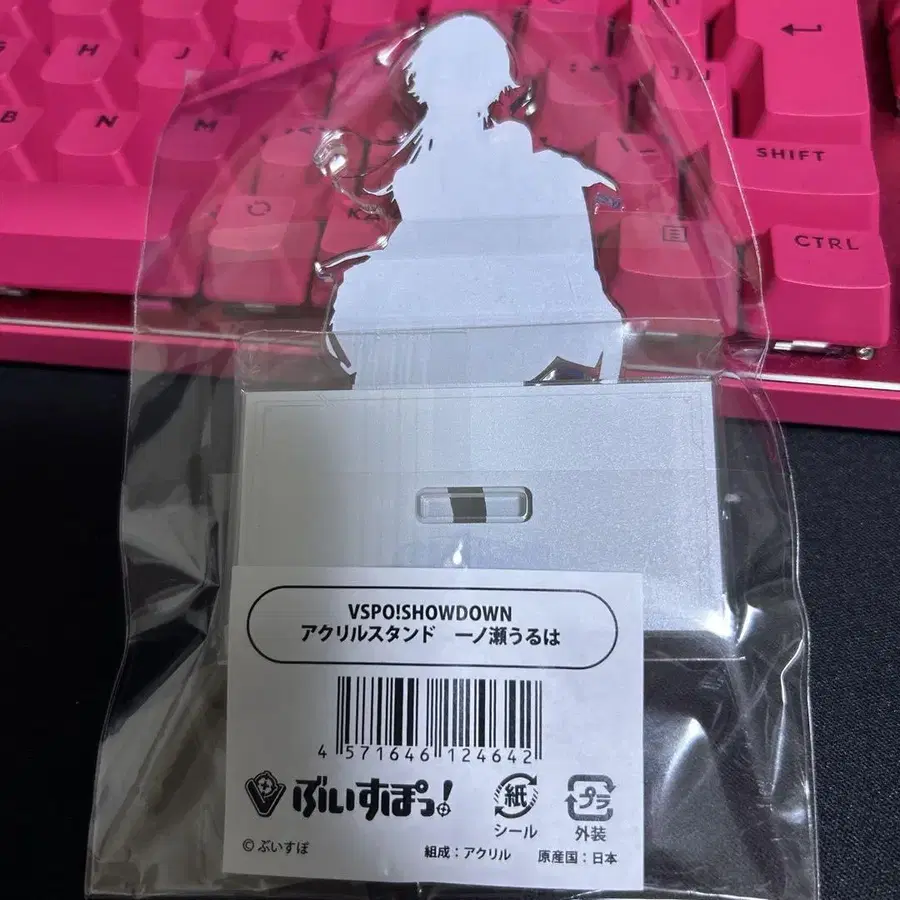 G H J K
B N M
SHIFT
KA
CTRL
VSPO!SHOWDOWN
アクリルスタンド　一ノ瀬うるは
4 571646 124642
ぶいすぽっ!
紙
シール
プラ
外装
© ぶいすぽ
組成：アクリル　原産国：日本